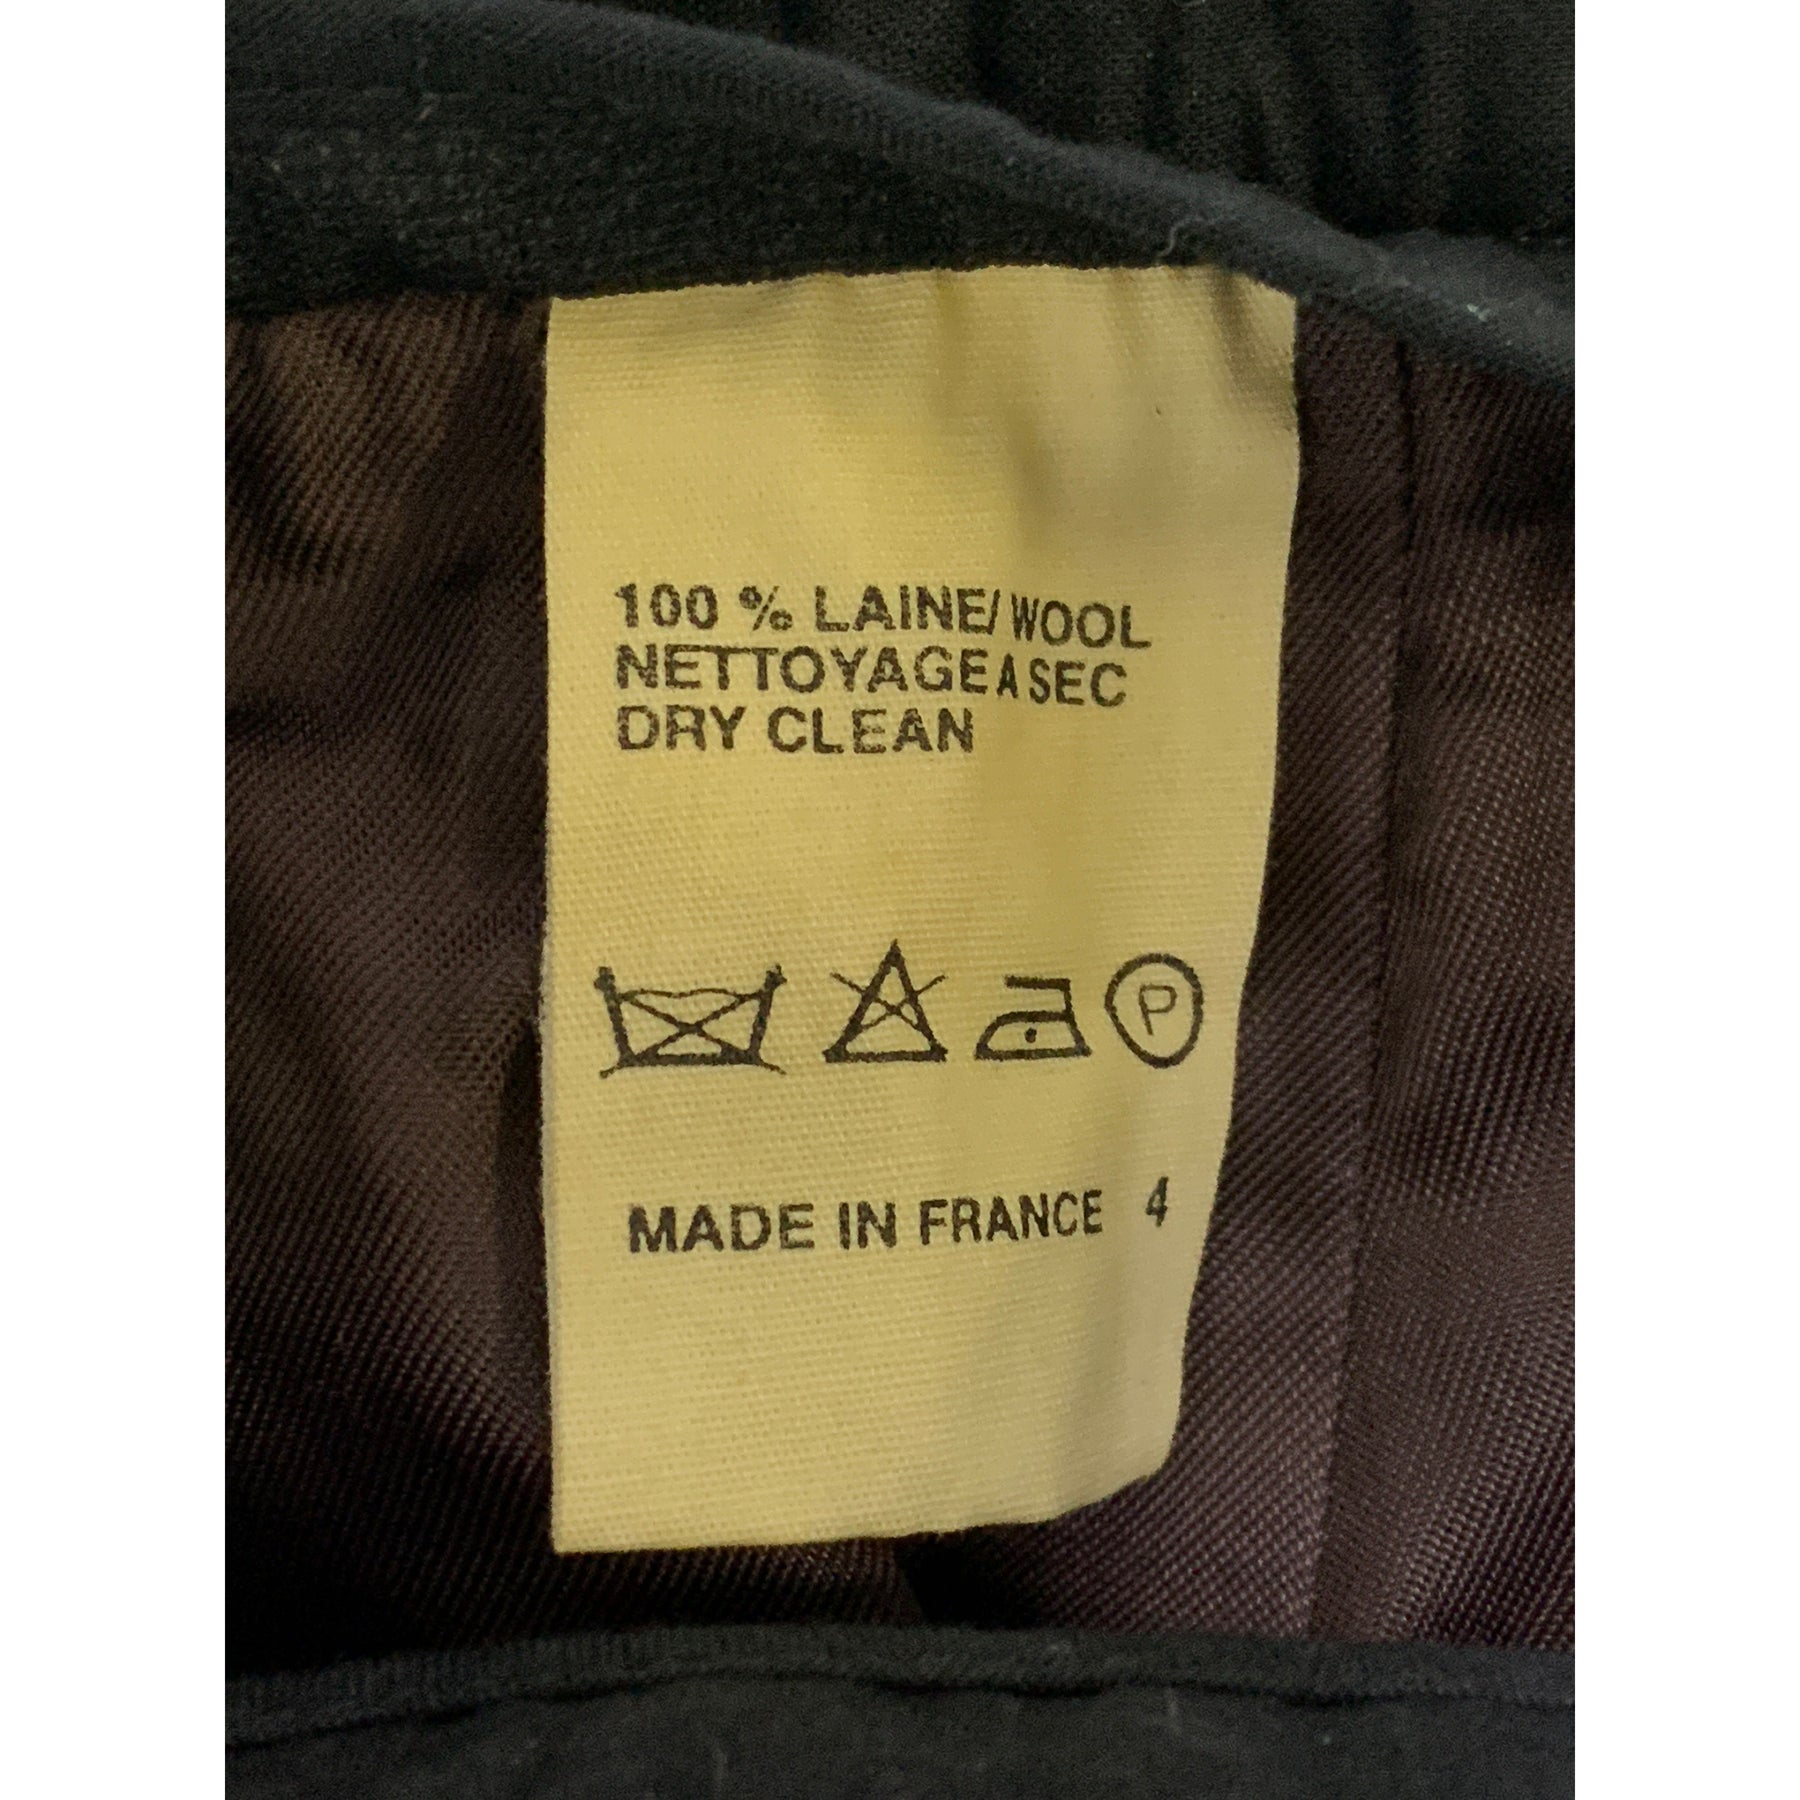 100 % LAINE/ WOOL
NETTOYAGE A SEC
DRY CLEAN
P
MADE IN FRANCE 4